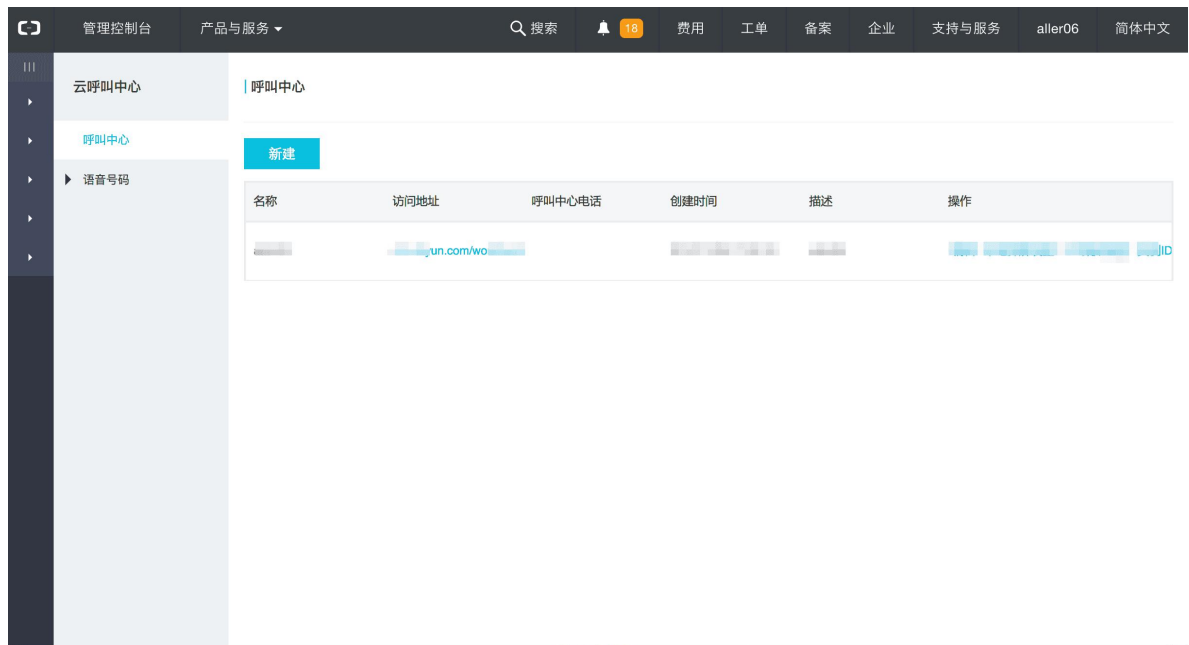 管理控制台 产品与服务 搜索 18 费用 工单 备案 企业 支持与服务 aller06 简体中文
云呼叫中心
呼叫中心
呼叫中心
新建
语音号码
名称 访问地址 呼叫中心电话 创建时间 描述 操作
yun.com/wo ID